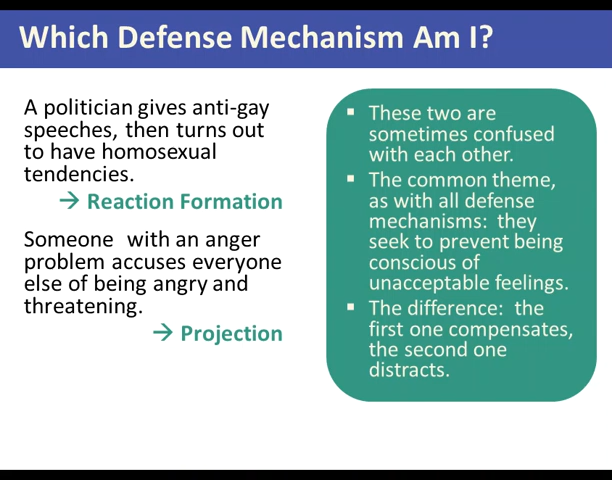 Which Defense Mechanism Am I?
A politician gives anti-gay
speeches, then turns out
to have homosexual
tendencies.
→ Reaction Formation
Someone with an anger
problem accuses everyone
else of being angry and
threatening.
→ Projection
▪ These two are
sometimes confused
with each other.
▪ The common theme,
as with all defense
mechanisms: they
seek to prevent being
conscious of
unacceptable feelings.
▪ The difference: the
first one compensates,
the second one
distracts.